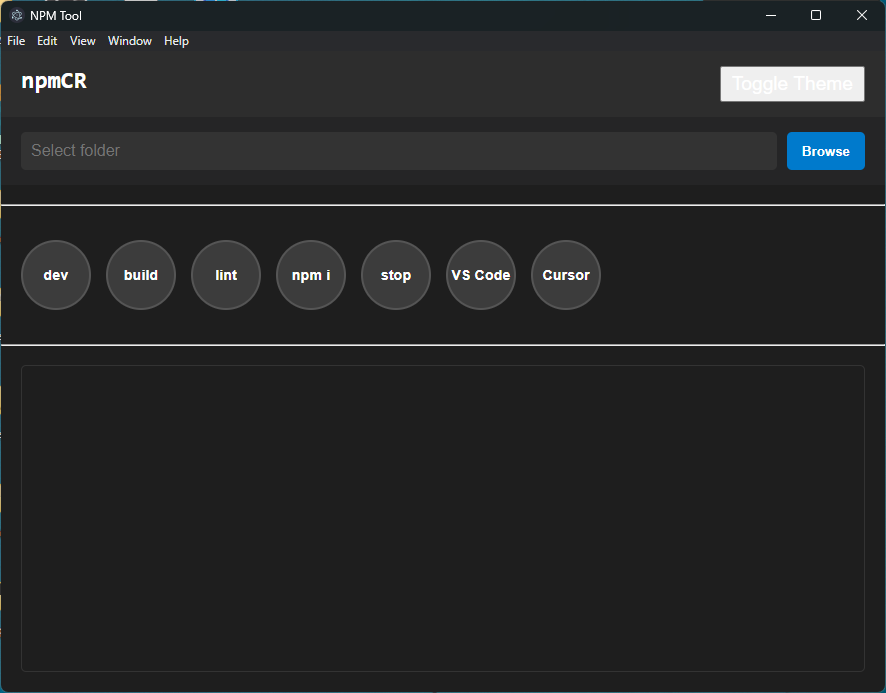 NPM Tool
File Edit View Window Help
npmCR
Toggle Theme
Select folder
Browse
dev build lint npm i stop VS Code Cursor